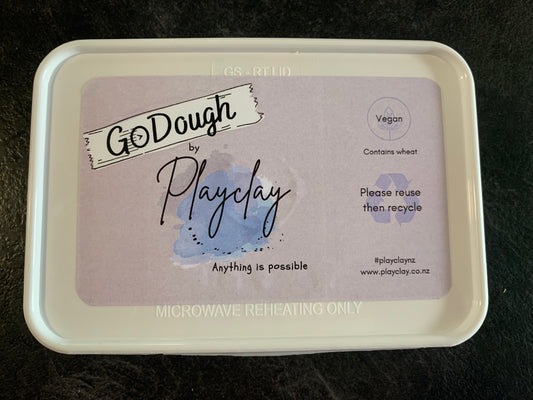 GS - RT LID
GoDough
by
Playclay
Anything is possible
Vegan
Contains wheat
Please reuse
then recycle
#playclaynz
www.playclay.co.nz
MICROWAVE REHEATING ONLY